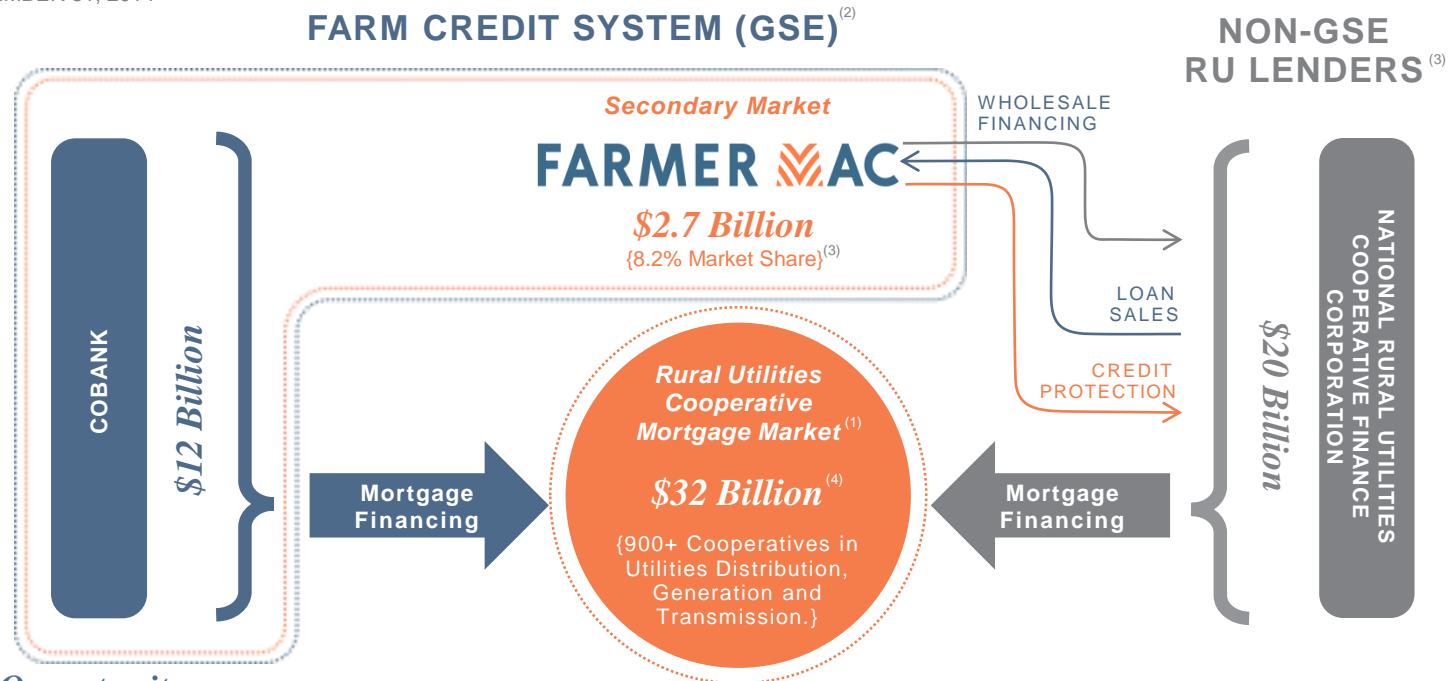 FARM CREDIT SYSTEM (GSE)(2)
NON-GSE
RU LENDERS(3)
Secondary Market
FARMER MAC
$2.7 Billion
{8.2% Market Share}(3)
WHOLESALE
FINANCING
LOAN
SALES
CREDIT
PROTECTION
COBANK
$12 Billion
Mortgage
Financing
Rural Utilities
Cooperative
Mortgage Market(1)
$32 Billion(4)
{900+ Cooperatives in
Utilities Distribution,
Generation and
Transmission.}
Mortgage
Financing
$20 Billion
NATIONAL RURAL UTILITIES
COOPERATIVE FINANCE
CORPORATION